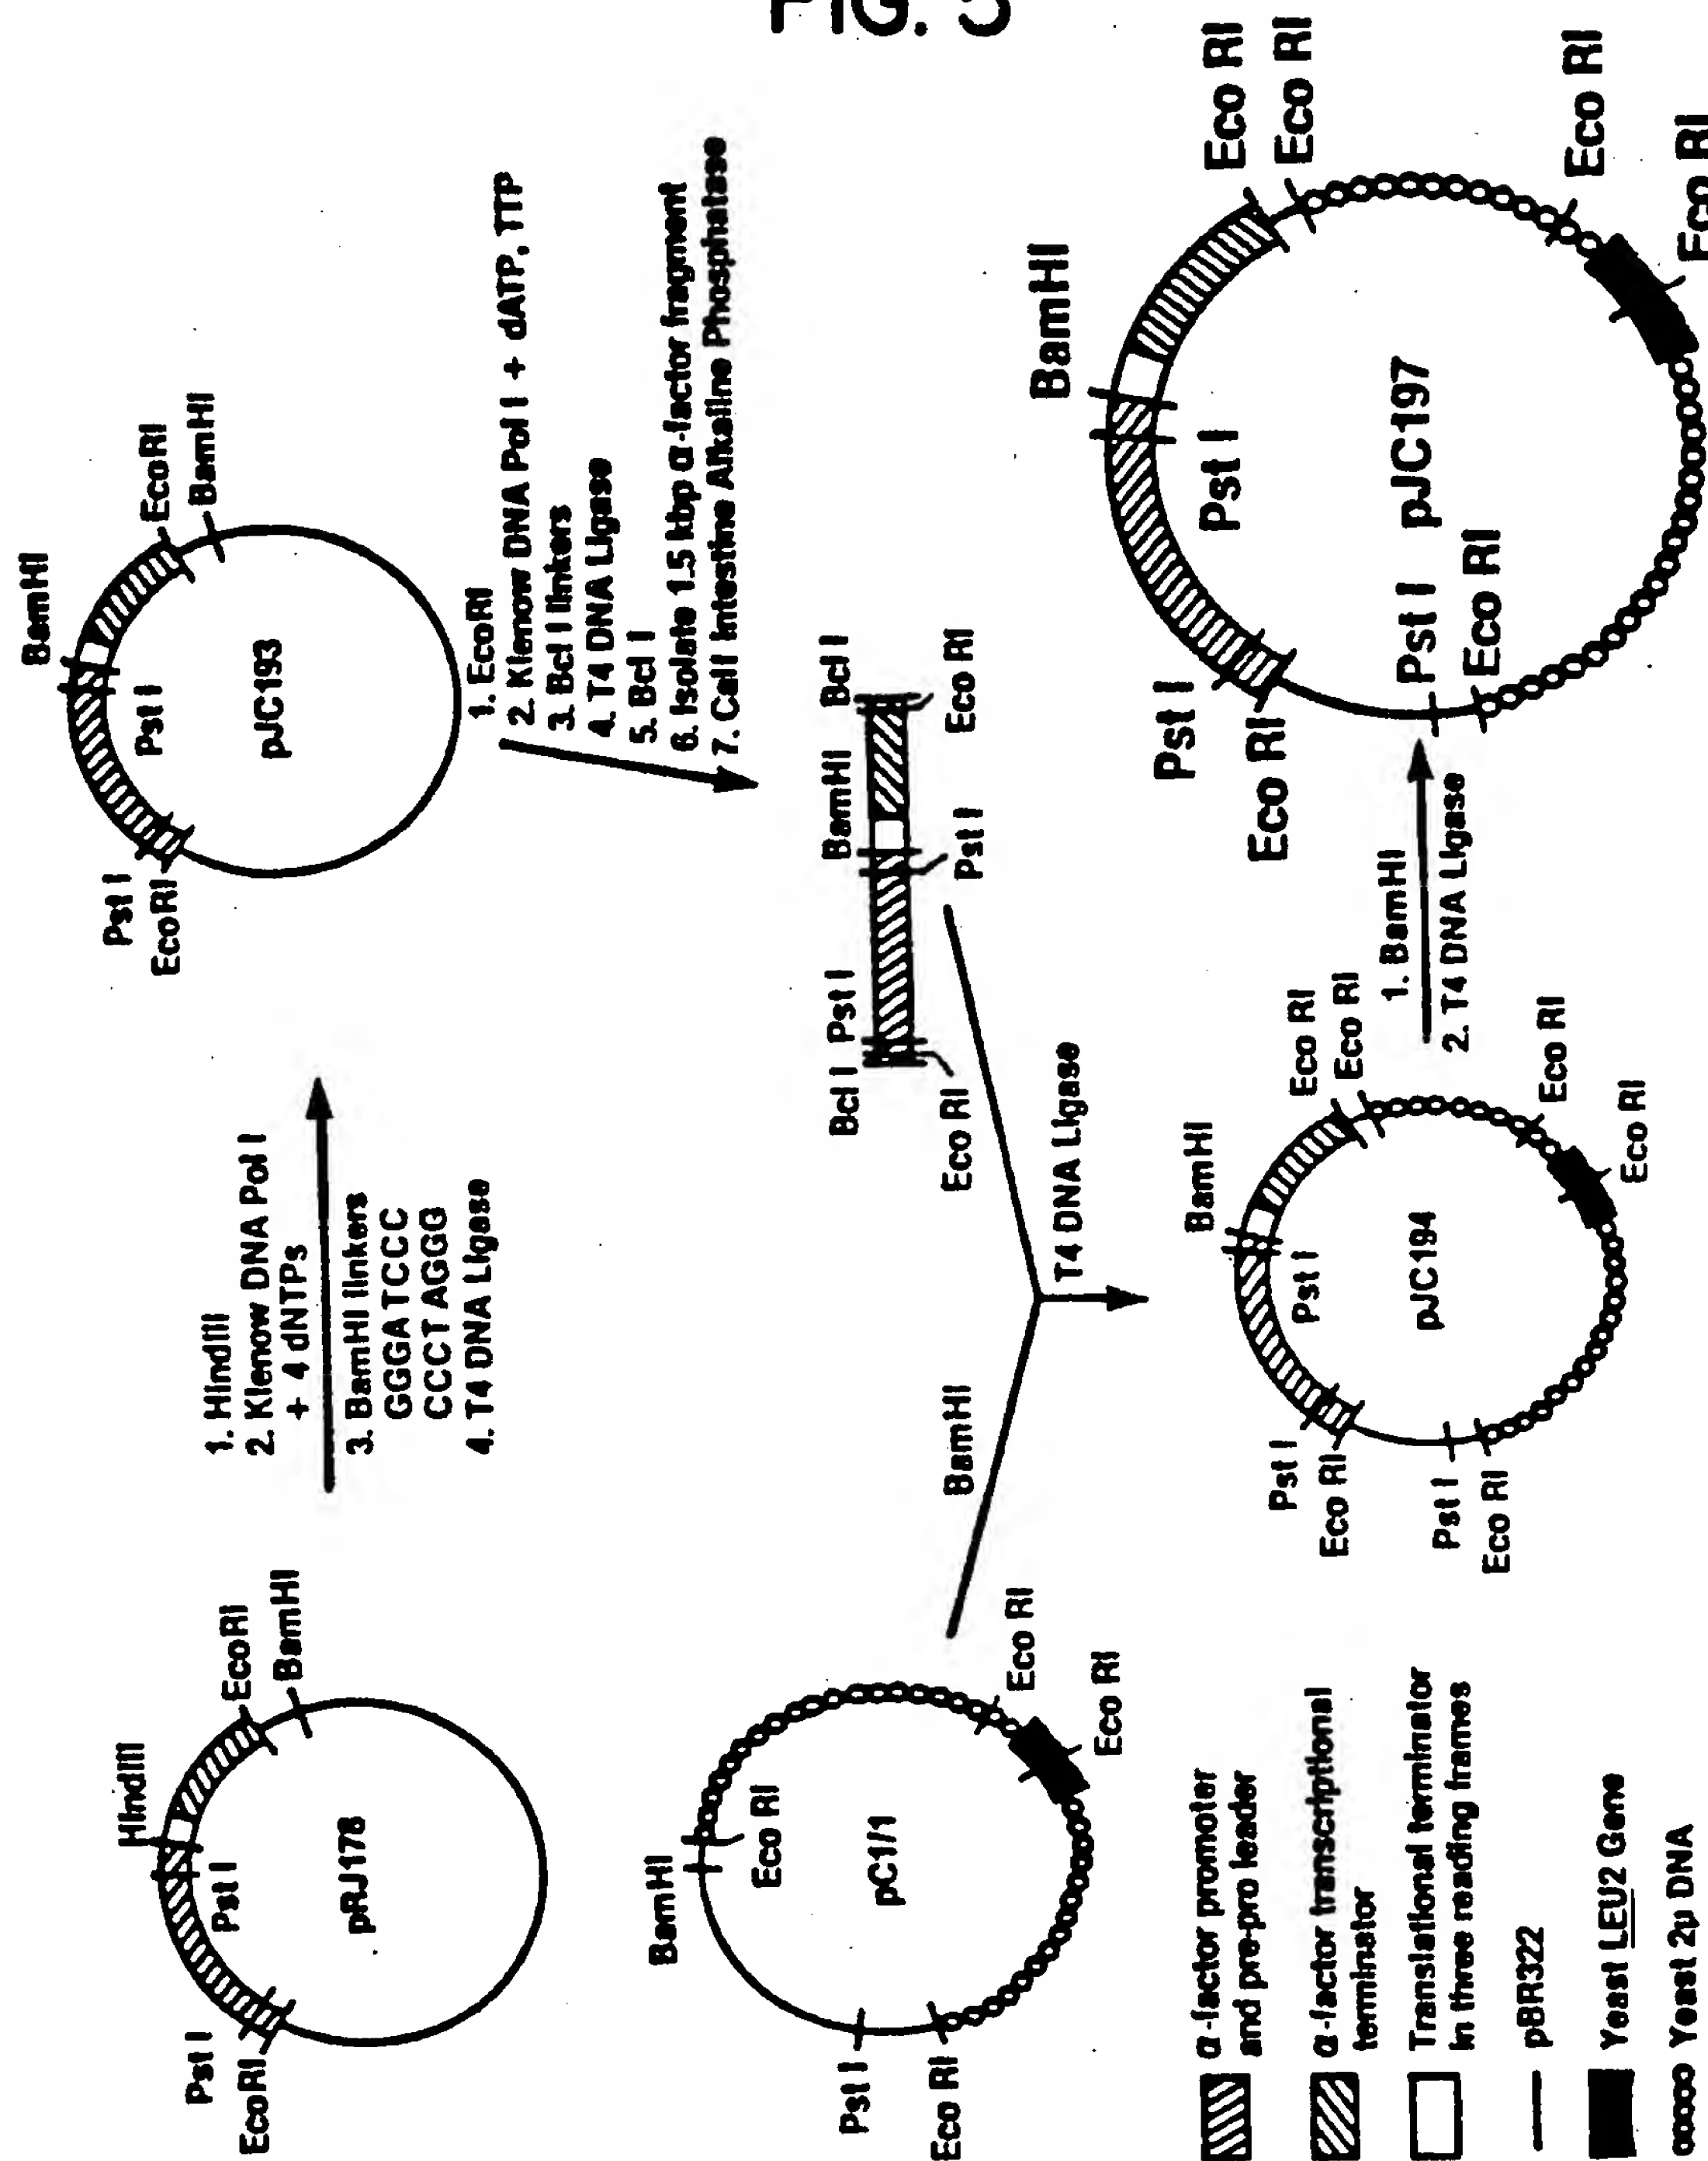 FIG. 5
HindIII
Pst I
EcoRI
Pst I
EcoRI
BamHI
pRJ178
1. HindIII
2. Klenow DNA Pol I
+ 4 dNTPs
3. BamHI linkers
GGGATCCC
CCCTAGGG
4. T4 DNA Ligase
BamHI
Pst I
EcoRI
Pst I
EcoRI
BamHI
pJC193
1. EcoRI
2. Klenow DNA Pol I + dATP, TTP
3. Bcl I linkers
4. T4 DNA Ligase
5. Bcl I
6. Isolate 1.5 kbp α-factor fragment
7. Calf Intestine Alkaline Phosphatase
BamHI
Eco RI
Pst I
Eco RI
Eco RI
Eco RI
pC1/1
BamHI
Bcl I Pst I BamHI Bcl I
Eco RI Pst I Eco RI
T4 DNA Ligase
BamHI
Pst I
Eco RI
Pst I
Eco RI
Eco RI
Pst I
Eco RI
Eco RI
Eco RI
pJC194
1. BamHI
2. T4 DNA Ligase
BamHI
Pst I
Eco RI
Pst I
Eco RI
Eco RI
Pst I
Eco RI
Eco RI
Eco RI
pJC197
α-factor promoter
and pre-pro leader
α-factor transcriptional
terminator
Translational terminator
in three reading frames
pBR322
Yeast LEU2 Gene
Yeast 2μ DNA